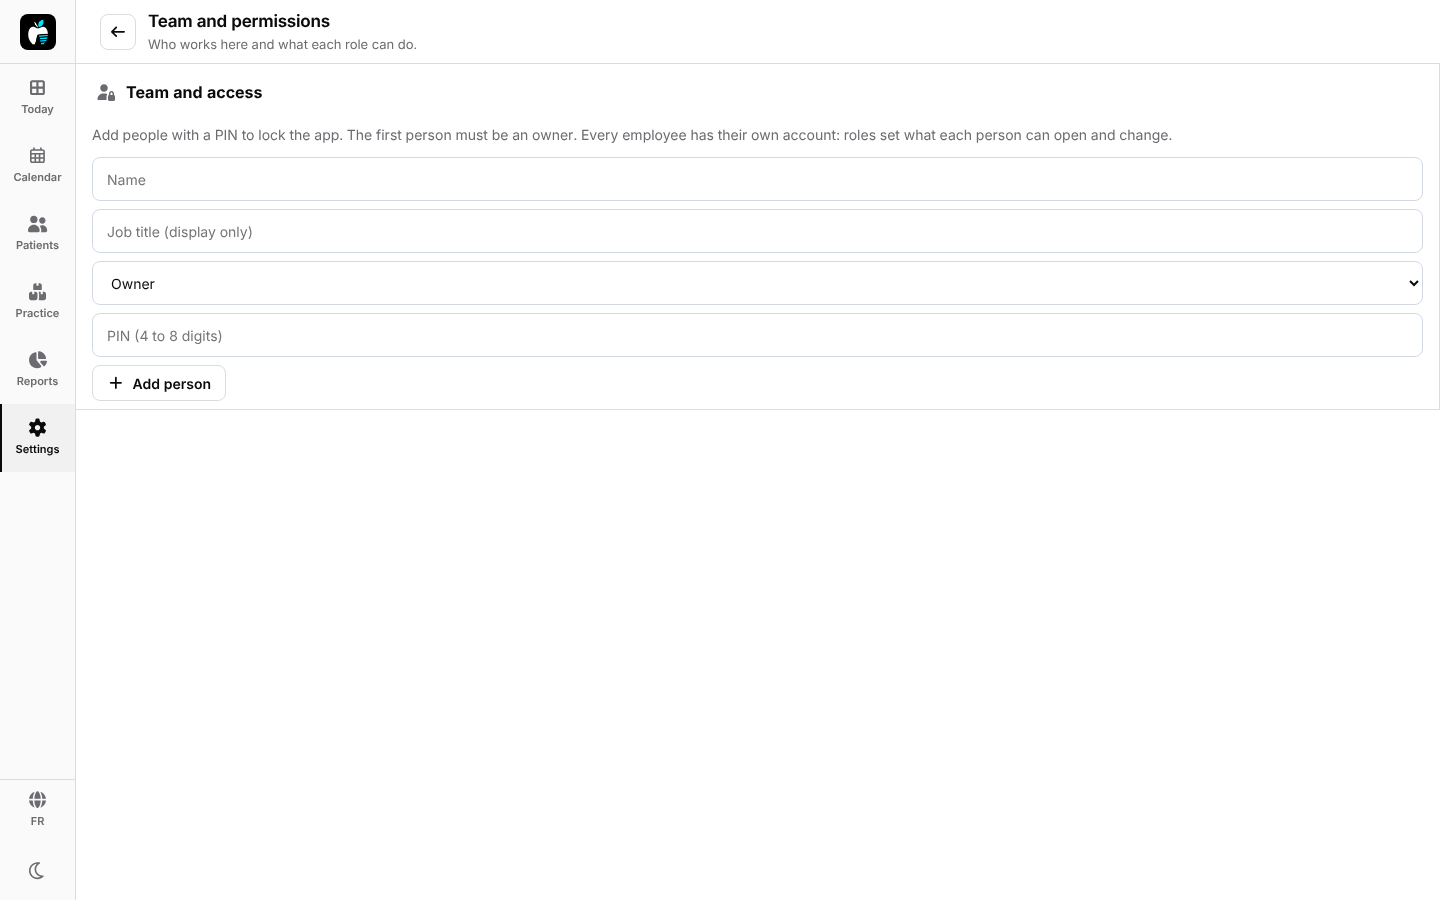 Team and permissions
Who works here and what each role can do.
Today
Calendar
Patients
Practice
Reports
Settings
FR
Team and access
Add people with a PIN to lock the app. The first person must be an owner. Every employee has their own account: roles set what each person can open and change.
Name
Job title (display only)
Owner
PIN (4 to 8 digits)
Add person